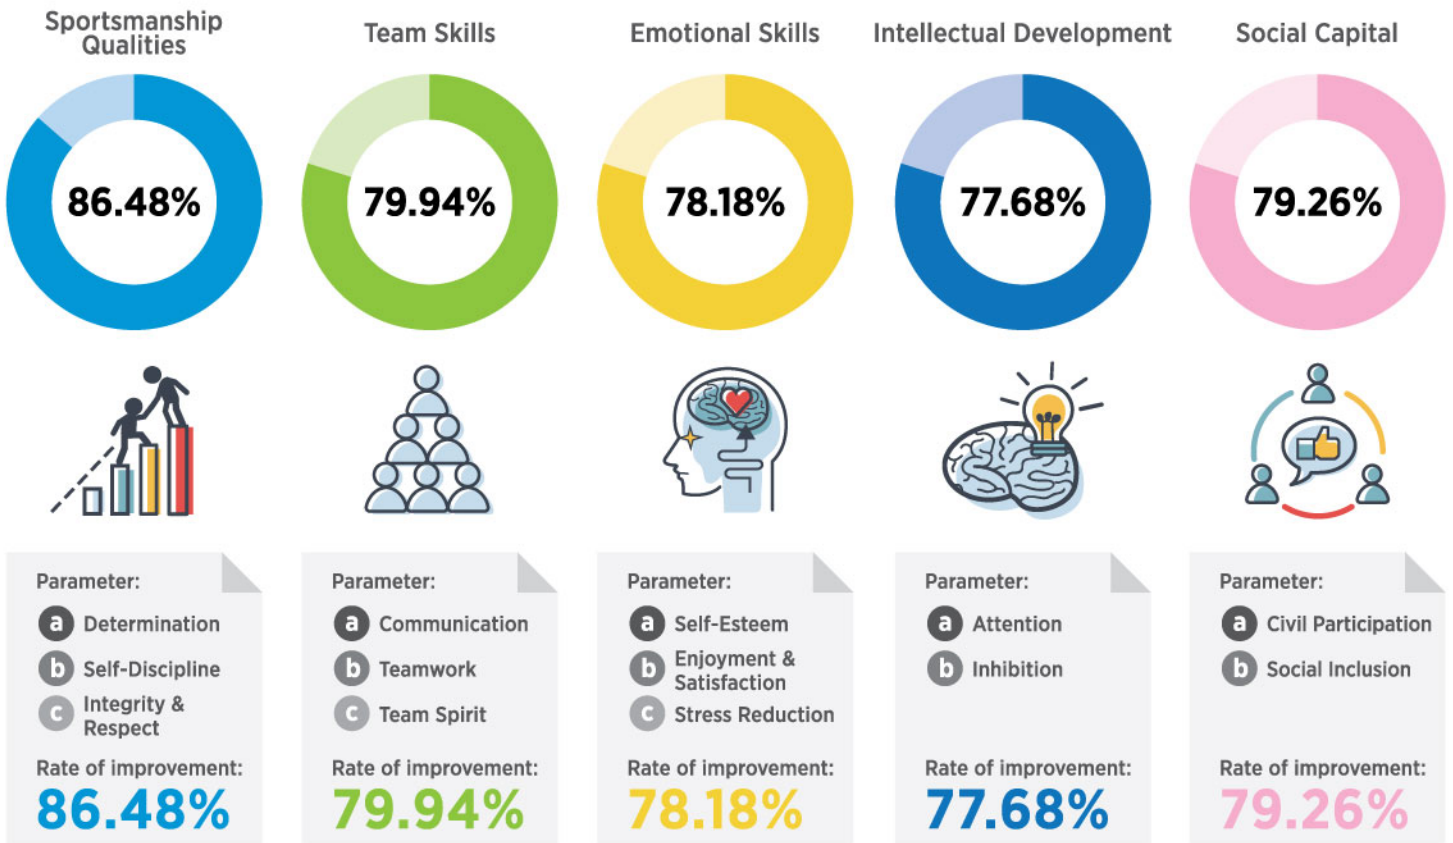 Sportsmanship
Qualities
Team Skills
Emotional Skills
Intellectual Development
Social Capital
86.48%
79.94%
78.18%
77.68%
79.26%
Parameter:
a Determination
b Self-Discipline
c Integrity &
Respect
Rate of improvement:
86.48%
Parameter:
a Communication
b Teamwork
c Team Spirit
Rate of improvement:
79.94%
Parameter:
a Self-Esteem
b Enjoyment &
Satisfaction
c Stress Reduction
Rate of improvement:
78.18%
Parameter:
a Attention
b Inhibition
Rate of improvement:
77.68%
Parameter:
a Civil Participation
b Social Inclusion
Rate of improvement:
79.26%